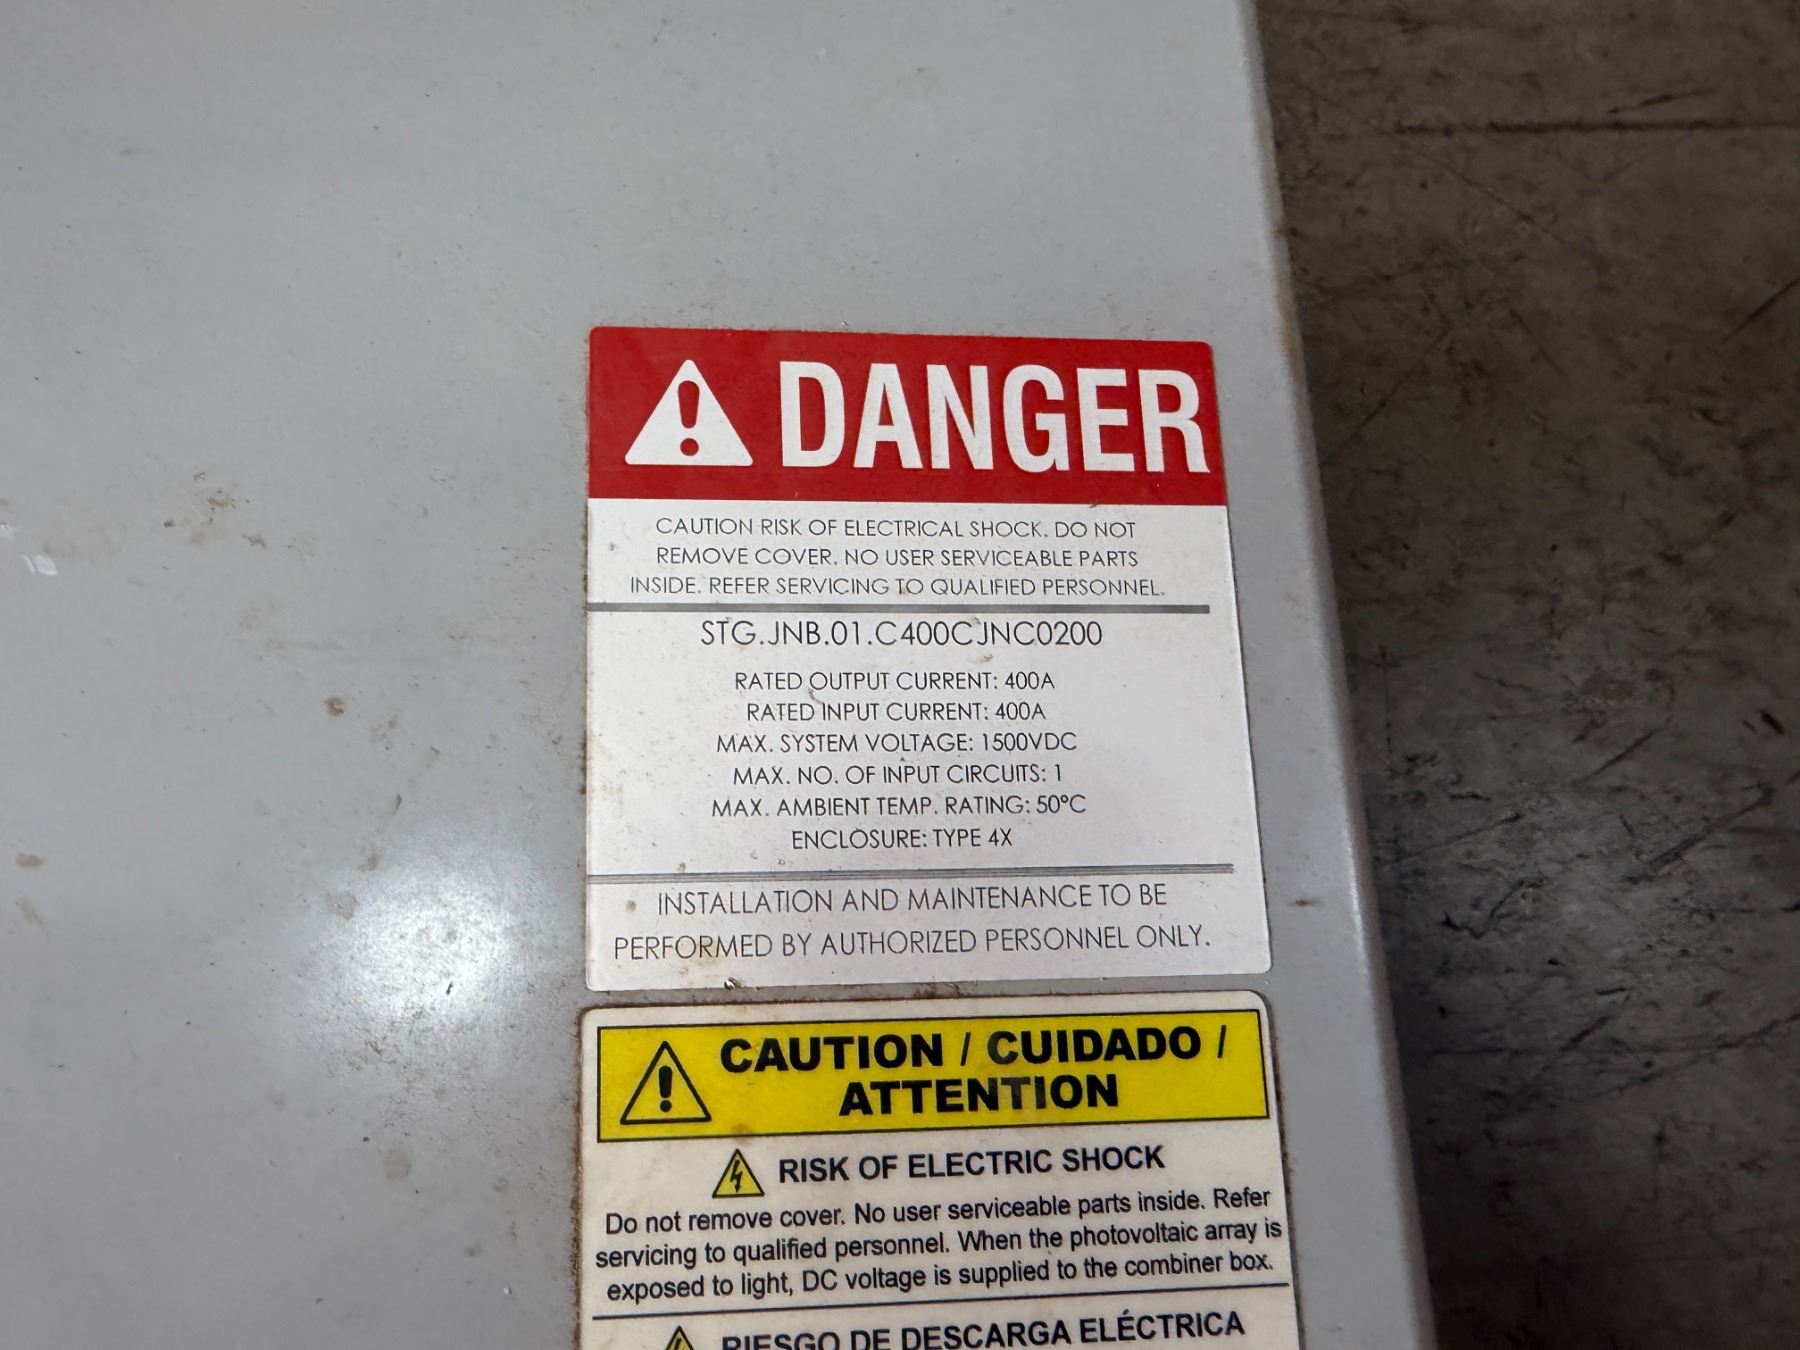 DANGER
CAUTION RISK OF ELECTRICAL SHOCK. DO NOT
REMOVE COVER. NO USER SERVICEABLE PARTS
INSIDE. REFER SERVICING TO QUALIFIED PERSONNEL.
STG.JNB.01.C400CJNC0200
RATED OUTPUT CURRENT: 400A
RATED INPUT CURRENT: 400A
MAX. SYSTEM VOLTAGE: 1500VDC
MAX. NO. OF INPUT CIRCUITS: 1
MAX. AMBIENT TEMP. RATING: 50°C
ENCLOSURE: TYPE 4X
INSTALLATION AND MAINTENANCE TO BE
PERFORMED BY AUTHORIZED PERSONNEL ONLY.
CAUTION / CUIDADO /
ATTENTION
RISK OF ELECTRIC SHOCK
Do not remove cover. No user serviceable parts inside. Refer
servicing to qualified personnel. When the photovoltaic array is
exposed to light, DC voltage is supplied to the combiner box.
RIESGO DE DESCARGA ELÉCTRICA